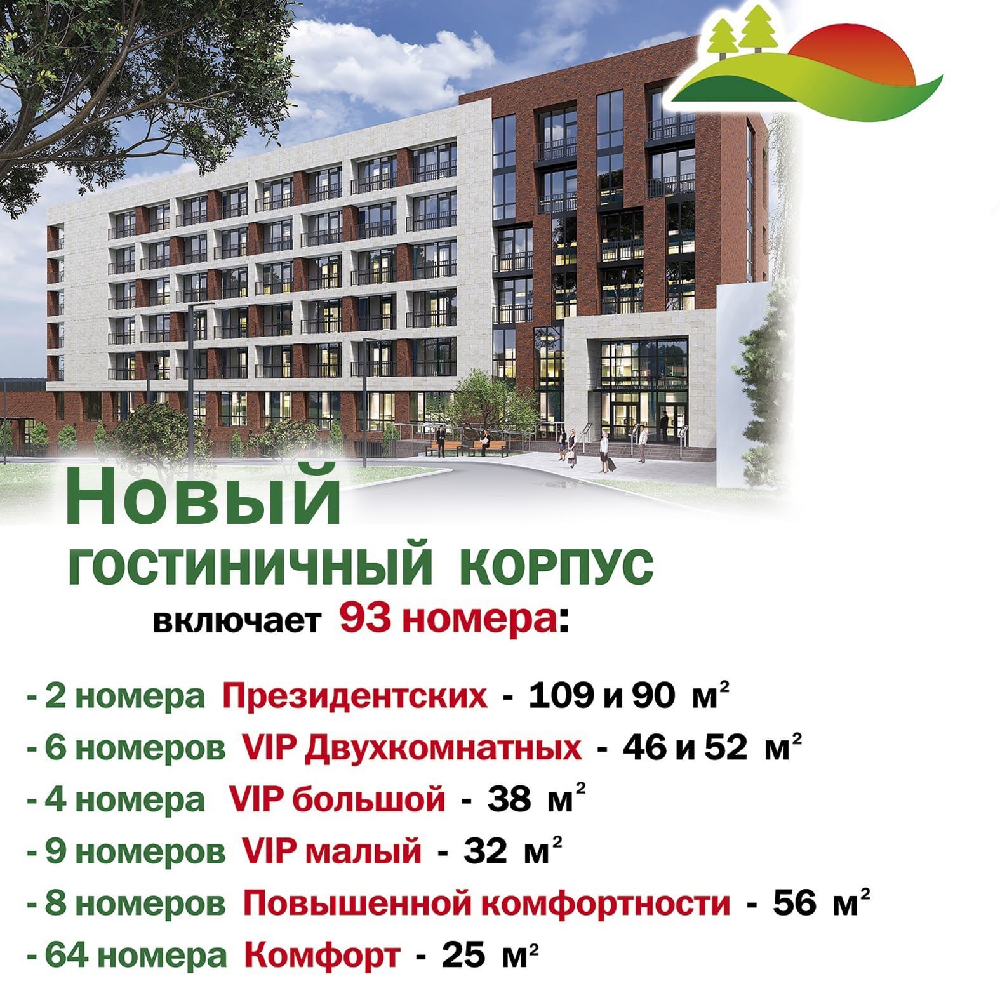 Новый
ГОСТИНИЧНЫЙ КОРПУС
включает 93 номера:
- 2 номера Президентских - 109 и 90 м²
- 6 номеров VIP Двухкомнатных - 46 и 52 м²
- 4 номера VIP большой - 38 м²
- 9 номеров VIP малый - 32 м²
- 8 номеров Повышенной комфортности - 56 м²
- 64 номера Комфорт - 25 м²